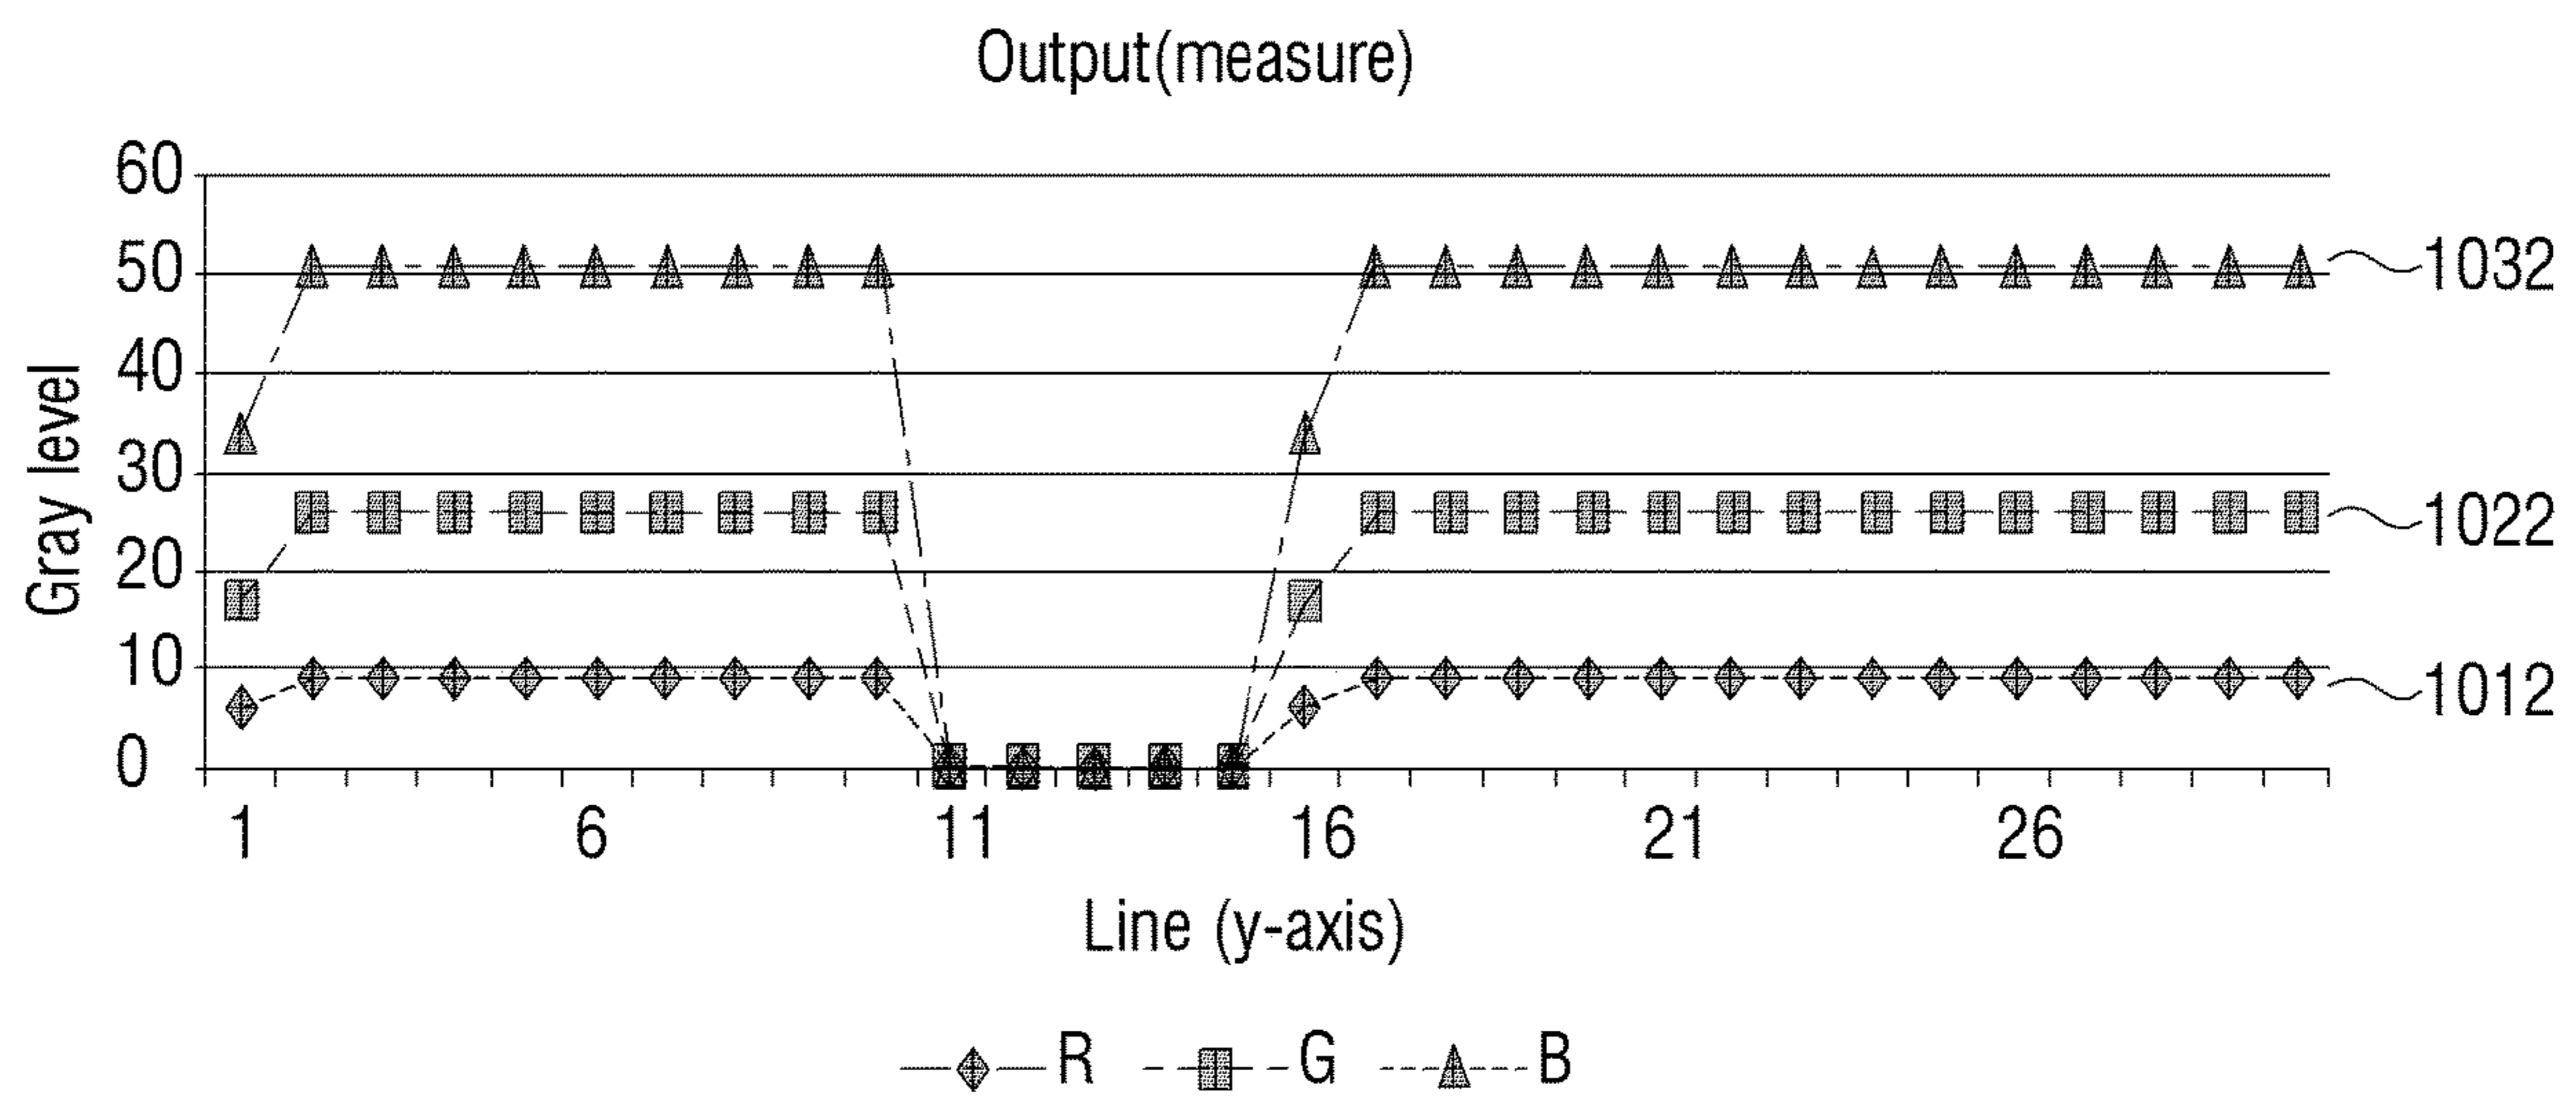 Output(measure)
60
50
40
30
20
10
0
Gray level
1032
1022
1012
1 6 11 16 21 26
Line (y-axis)
R G B